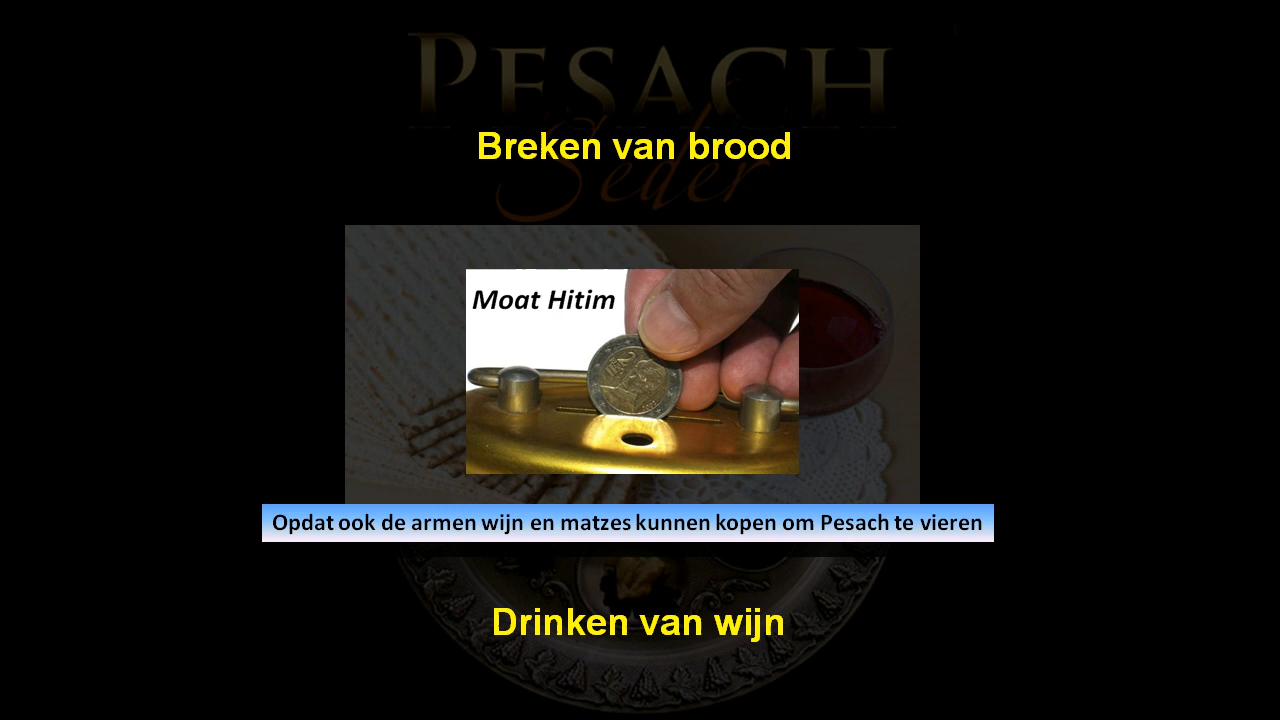 PESACH
Seder
Breken van brood
Moat Hitim
Opdat ook de armen wijn en matzes kunnen kopen om Pesach te vieren
Drinken van wijn